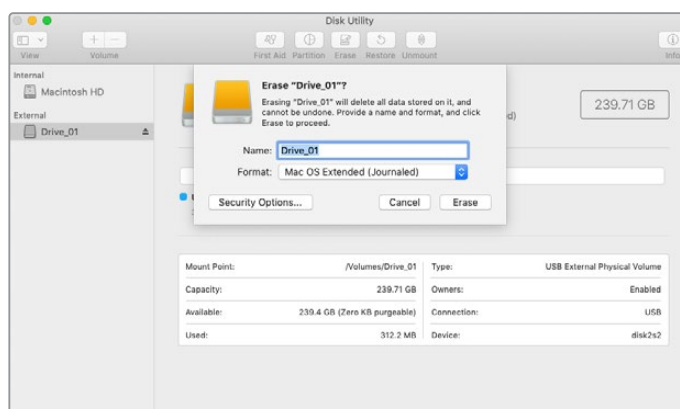 Disk Utility
View
Volume
First Aid
Partition
Erase
Restore
Unmount
Info
Internal
Macintosh HD
External
Drive_01
Erase “Drive_01”?
Erasing “Drive_01” will delete all data stored on it, and
cannot be undone. Provide a name and format, and click
Erase to proceed.
Name: Drive_01
Format: Mac OS Extended (Journaled)
Security Options...
Cancel
Erase
d)
239.71 GB
Mount Point: /Volumes/Drive_01
Type: USB External Physical Volume
Capacity: 239.71 GB
Owners: Enabled
Available: 239.4 GB (Zero KB purgeable)
Connection: USB
Used: 312.2 MB
Device: disk2s2